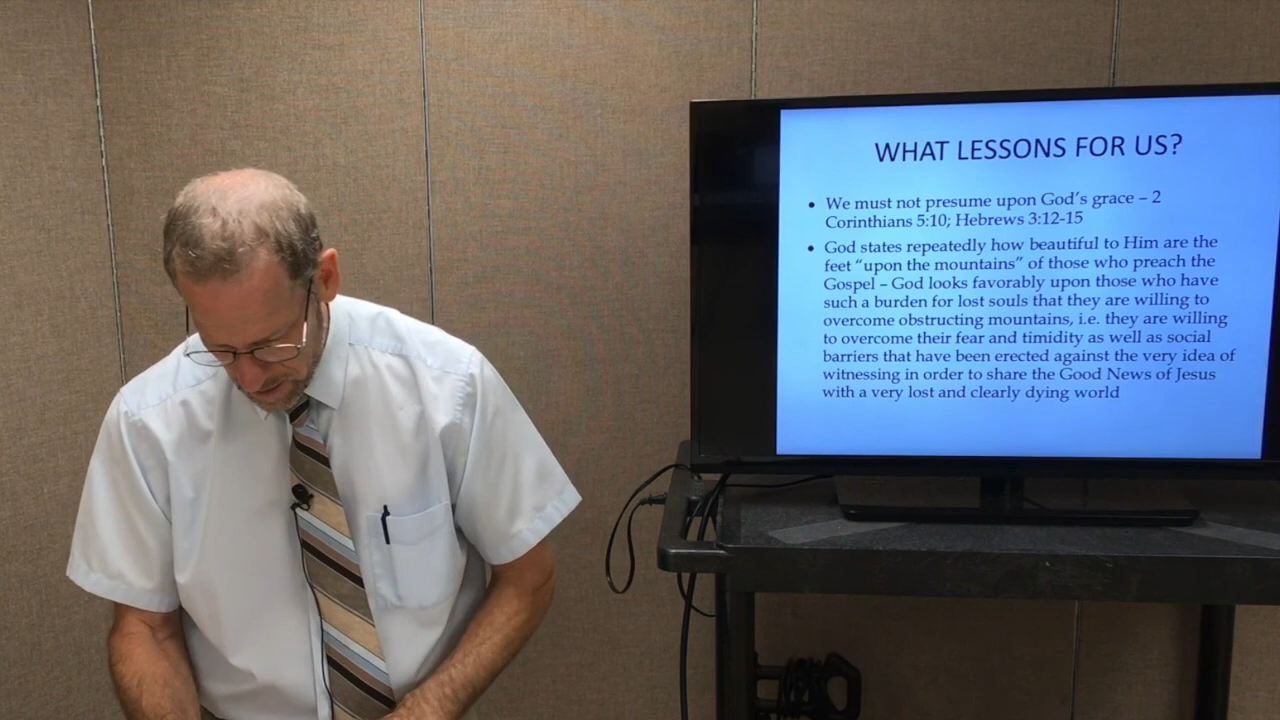 WHAT LESSONS FOR US?
• We must not presume upon God's grace – 2
Corinthians 5:10; Hebrews 3:12-15
• God states repeatedly how beautiful to Him are the
feet "upon the mountains" of those who preach the
Gospel – God looks favorably upon those who have
such a burden for lost souls that they are willing to
overcome obstructing mountains, i.e. they are willing
to overcome their fear and timidity as well as social
barriers that have been erected against the very idea of
witnessing in order to share the Good News of Jesus
with a very lost and clearly dying world